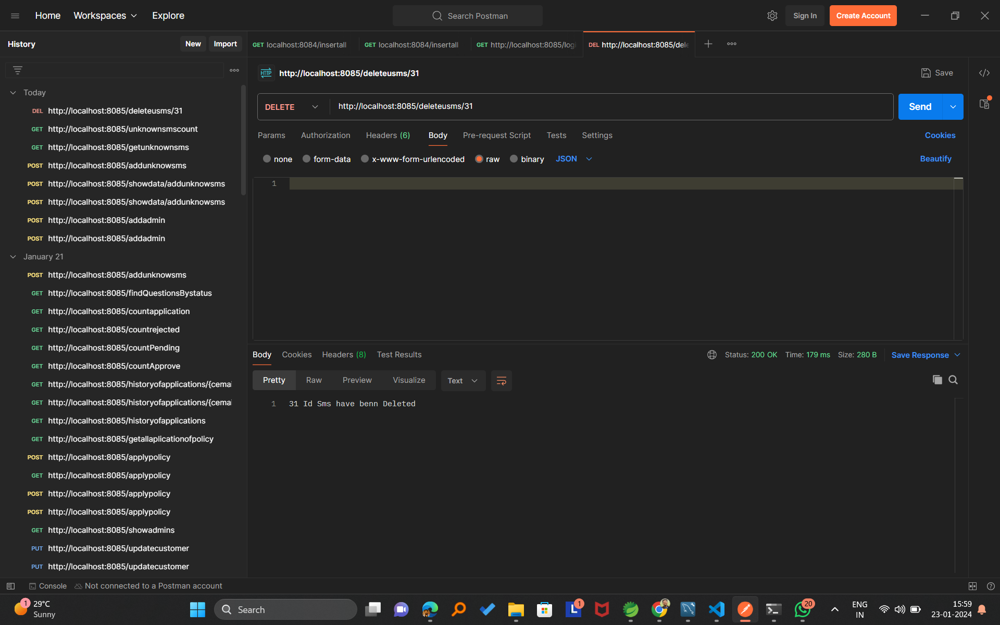 Home
Workspaces
Explore
Search Postman
Sign In
Create Account
History
New
Import
GET localhost:8084/insertall
GET localhost:8084/insertall
GET http://localhost:8085/logi
DEL http://localhost:8085/dele
http://localhost:8085/deleteusms/31
Save
Today
DEL http://localhost:8085/deleteusms/31
GET http://localhost:8085/unknownsmscount
GET http://localhost:8085/getunknownsms
POST http://localhost:8085/addunknowsms
POST http://localhost:8085/showdata/addunknowsms
POST http://localhost:8085/showdata/addunknowsms
POST http://localhost:8085/addadmin
POST http://localhost:8085/addadmin
January 21
POST http://localhost:8085/addunknowsms
GET http://localhost:8085/findQuestionsBystatus
GET http://localhost:8085/countapplication
GET http://localhost:8085/countrejected
GET http://localhost:8085/countPending
GET http://localhost:8085/countApprove
GET http://localhost:8085/historyofapplications/{cemai
GET http://localhost:8085/historyofapplications/{cemai
GET http://localhost:8085/historyofapplications
GET http://localhost:8085/getallaplicationofpolicy
POST http://localhost:8085/applypolicy
GET http://localhost:8085/applypolicy
POST http://localhost:8085/applypolicy
POST http://localhost:8085/applypolicy
GET http://localhost:8085/showadmins
PUT http://localhost:8085/updatecustomer
PUT http://localhost:8085/updatecustomer
DELETE
http://localhost:8085/deleteusms/31
Send
Params
Authorization
Headers (6)
Body
Pre-request Script
Tests
Settings
Cookies
none
form-data
x-www-form-urlencoded
raw
binary
JSON
Beautify
1
Body
Cookies
Headers (8)
Test Results
Status: 200 OK
Time: 179 ms
Size: 280 B
Save Response
Pretty
Raw
Preview
Visualize
Text
1 31 Id Sms have benn Deleted
Console
Not connected to a Postman account
1
29°C
Sunny
Search
L
1
20
ENG
IN
15:59
23-01-2024